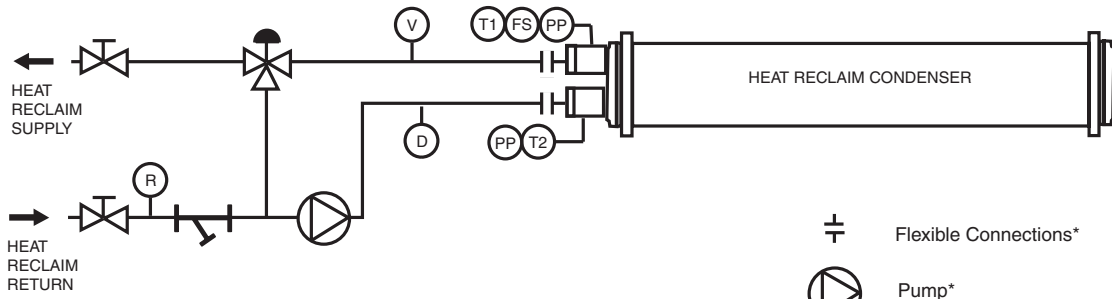 V
T1 FS PP
HEAT RECLAIM CONDENSER
HEAT
RECLAIM
SUPPLY
D
PP T2
R
HEAT
RECLAIM
RETURN
Flexible Connections*
Pump*